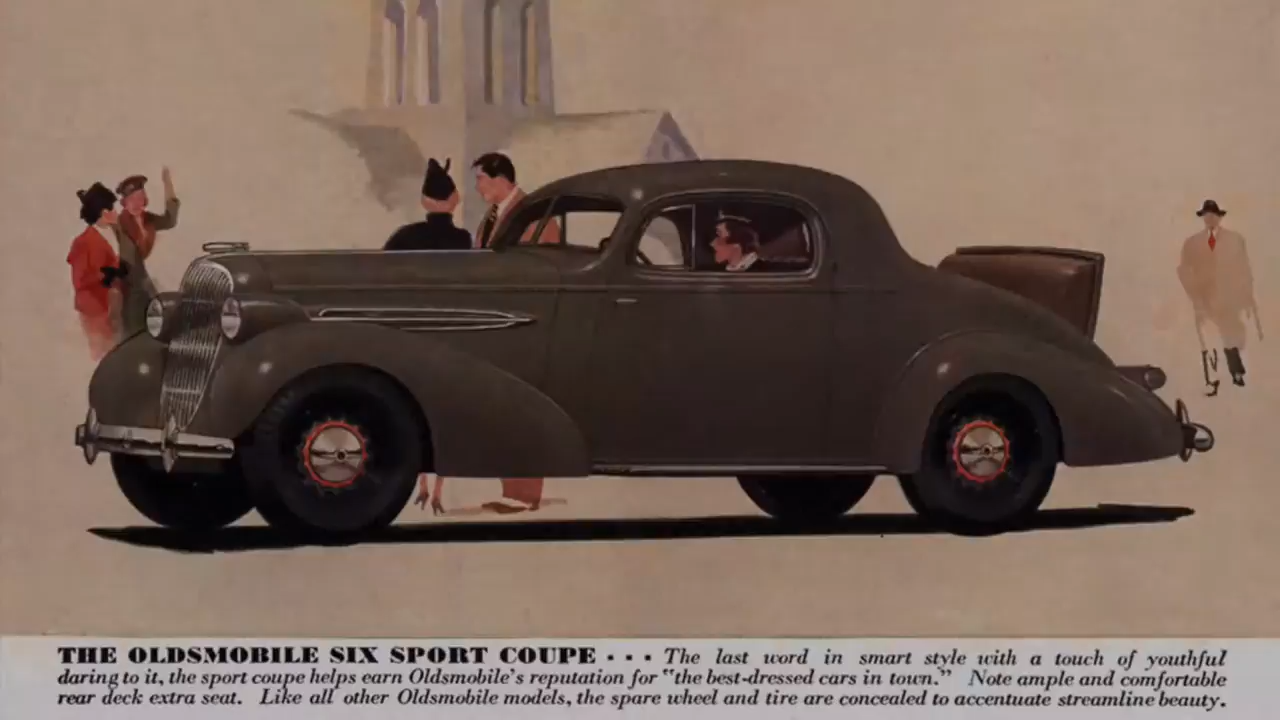 THE OLDSMOBILE SIX SPORT COUPE • • • The last word in smart style with a touch of youthful
daring to it, the sport coupe helps earn Oldsmobile's reputation for "the best-dressed cars in town." Note ample and comfortable
rear deck extra seat. Like all other Oldsmobile models, the spare wheel and tire are concealed to accentuate streamline beauty.